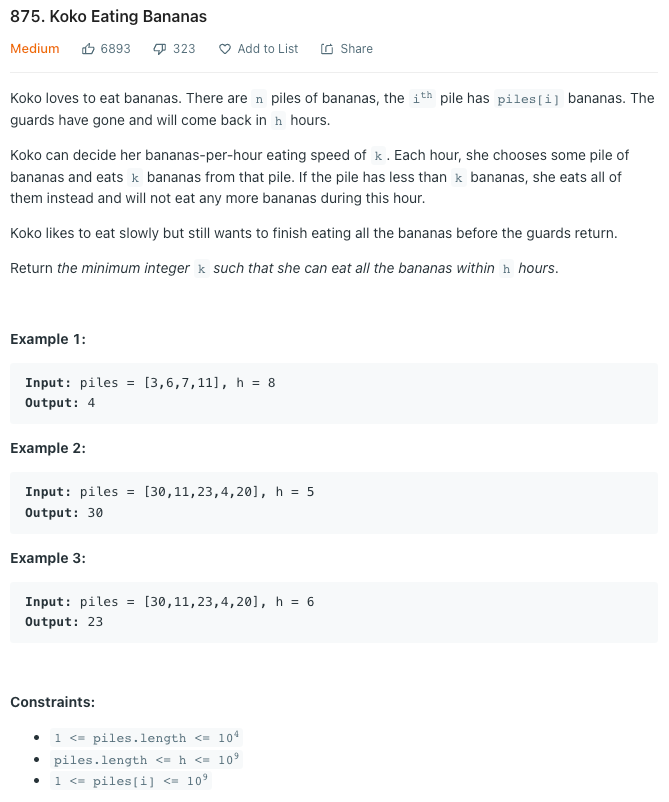 875. Koko Eating Bananas
Medium 6893 323 Add to List Share
Koko loves to eat bananas. There are n piles of bananas, the iᵗʰ pile has piles[i] bananas. The
guards have gone and will come back in h hours.
Koko can decide her bananas-per-hour eating speed of k. Each hour, she chooses some pile of
bananas and eats k bananas from that pile. If the pile has less than k bananas, she eats all of
them instead and will not eat any more bananas during this hour.
Koko likes to eat slowly but still wants to finish eating all the bananas before the guards return.
Return the minimum integer k such that she can eat all the bananas within h hours.
Example 1:
Input: piles = [3,6,7,11], h = 8
Output: 4
Example 2:
Input: piles = [30,11,23,4,20], h = 5
Output: 30
Example 3:
Input: piles = [30,11,23,4,20], h = 6
Output: 23
Constraints:
• 1 <= piles.length <= 10⁴
• piles.length <= h <= 10⁹
• 1 <= piles[i] <= 10⁹